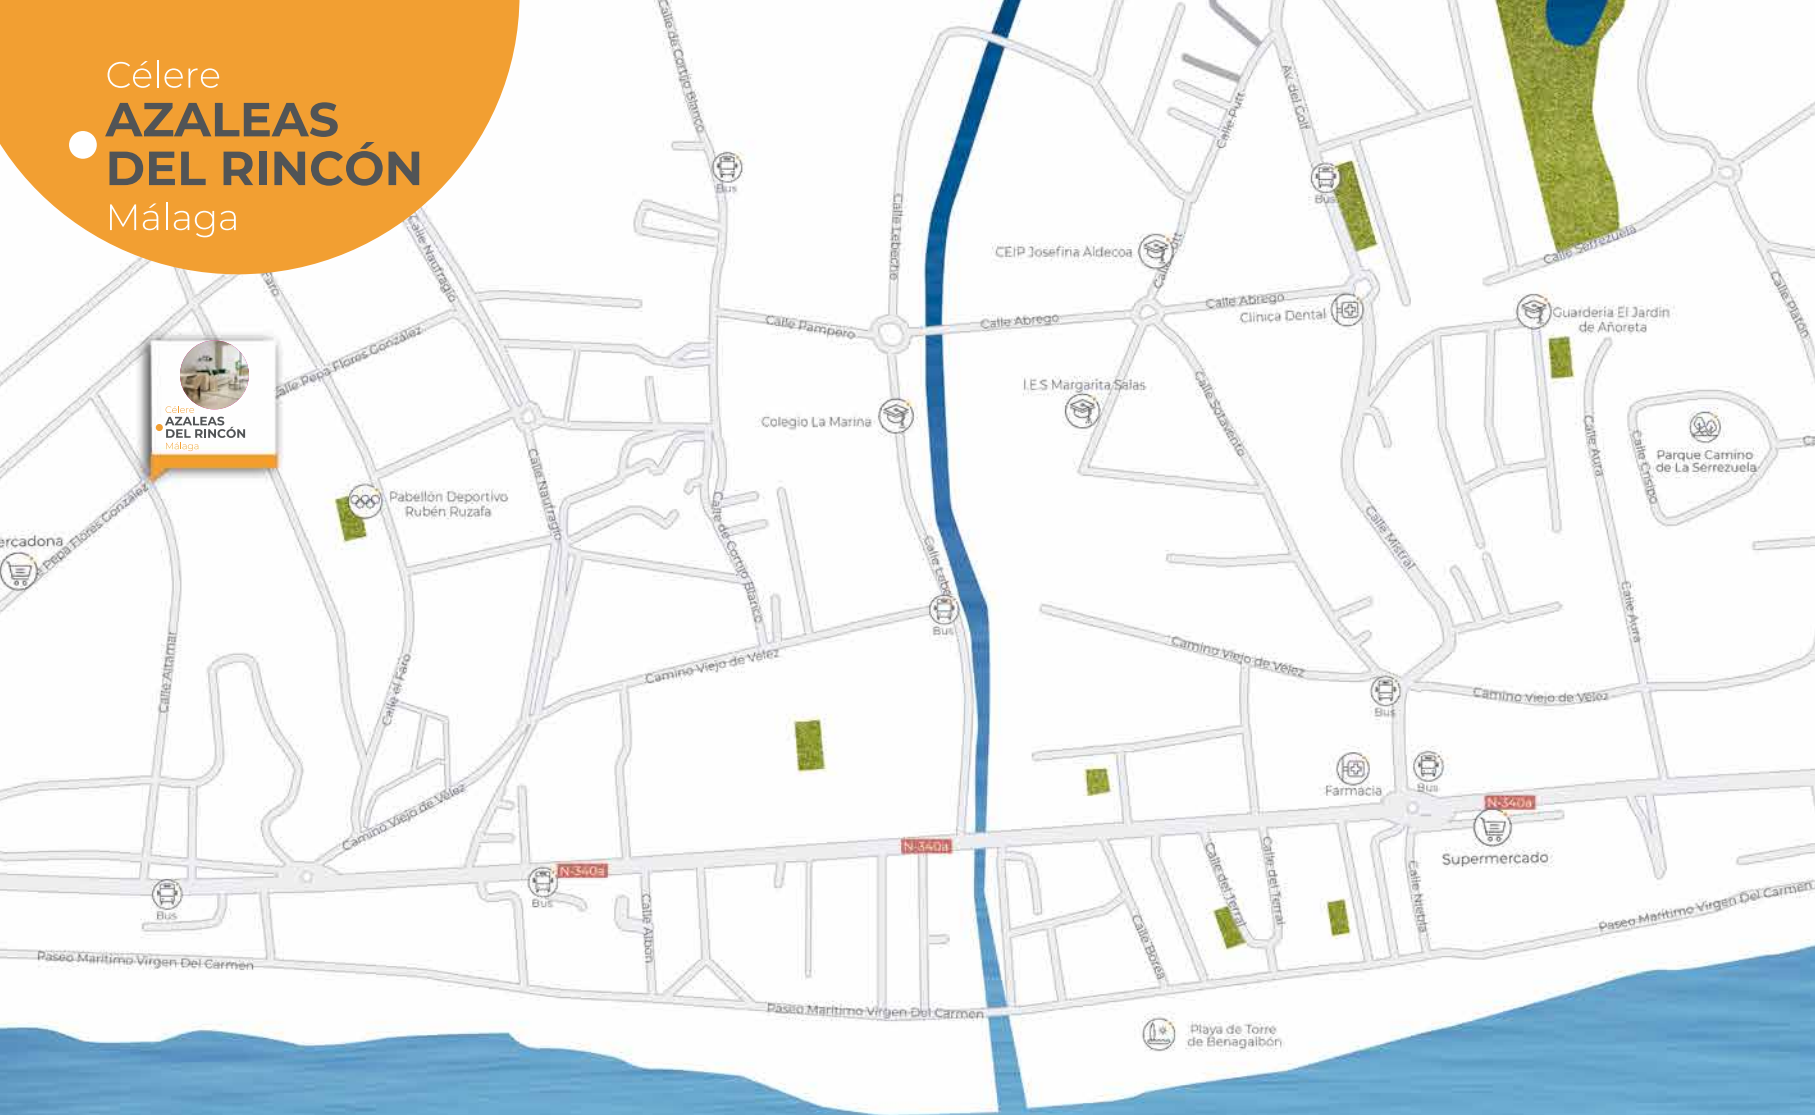 Célere
AZALEAS
DEL RINCÓN
Málaga
Calle de Cortijo Blanco
Bus
Calle Naufragio
Faro
Calle Lebeche
CEIP Josefina Aldecoa
Calle Putt
Av. del Golf
Bus
Calle Serrezuela
Calle Platón
Calle Pampero
Calle Abrego
Calle Abrego
Clínica Dental
Guardería El Jardín
de Añoreta
Calle Pepa Flores González
Célere
AZALEAS
DEL RINCÓN
Málaga
Colegio La Marina
I.E.S Margarita Salas
Calle Sotavento
Calle Aura
Calle Crisipo
Parque Camino
de La Serrezuela
Pabellón Deportivo
Rubén Ruzafa
Calle Naufragio
Calle de Cortijo Blanco
Calle Mistral
Pepa Flores González
ercadona
Bus
Calle Aura
Calle Altamar
Calle el Faro
Camino Viejo de Vélez
Camino Viejo de Vélez
Bus
Camino Viejo de Vélez
Camino Viejo de Vélez
Farmacia
Bus
N-340a
Supermercado
N-340a
N-340a
Bus
Bus
Calle Albón
Calle Borea
Calle del Terral
Calle del Terral
Calle Niebla
Paseo Marítimo Virgen Del Carmen
Paseo Marítimo Virgen Del Carmen
Paseo Marítimo Virgen Del Carmen
Playa de Torre
de Benagalbón